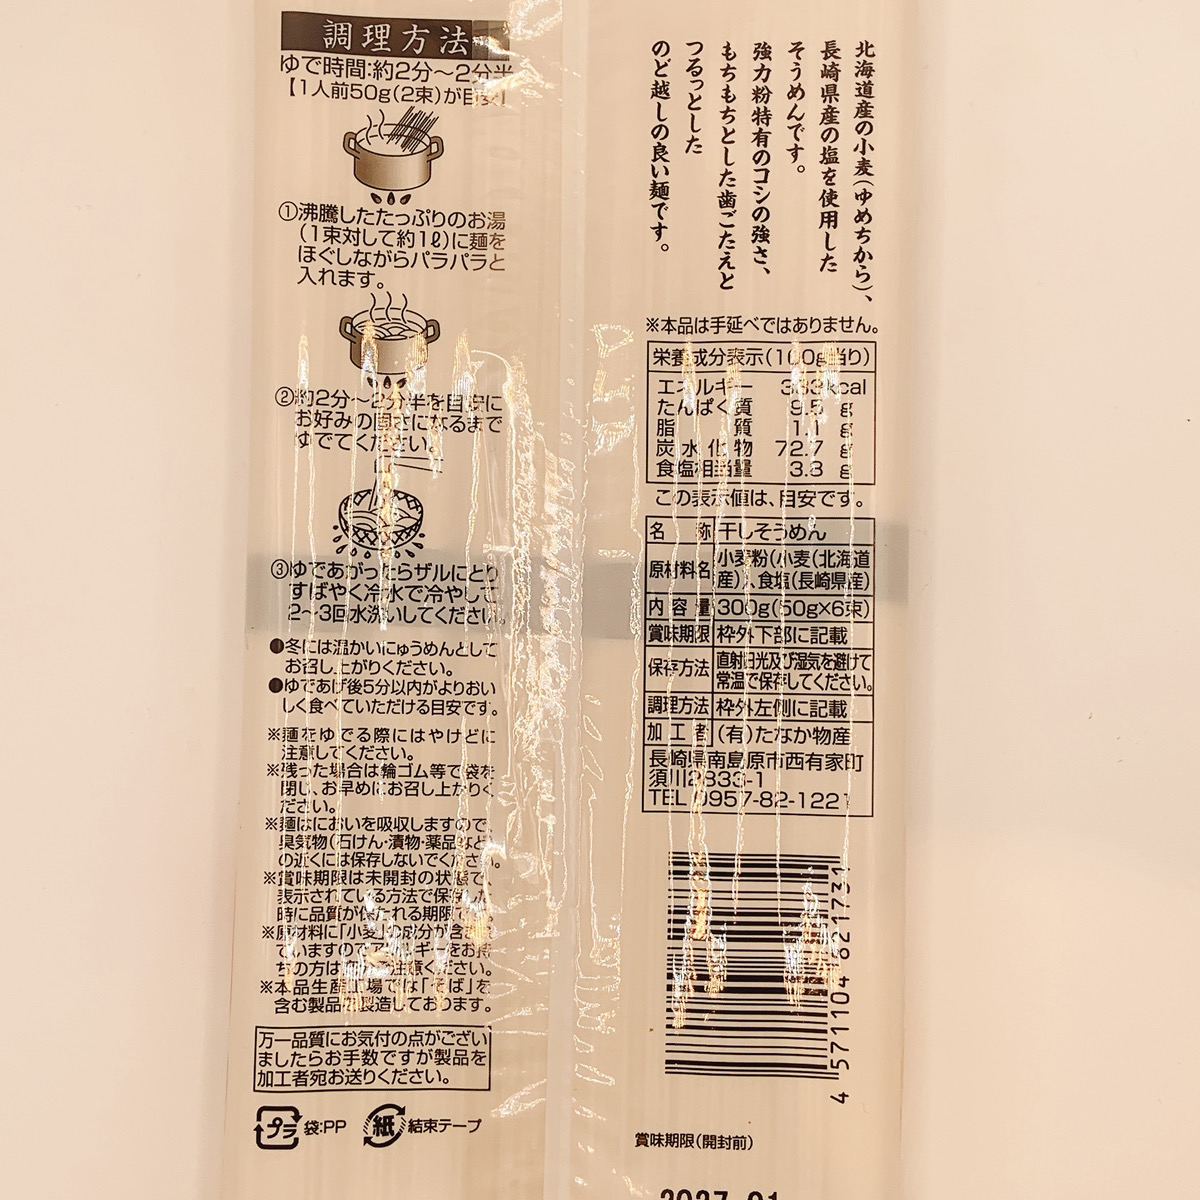 調理方法
ゆで時間:約2分〜2分半
【1人前50g(2束)が目安】
①沸騰したたっぷりのお湯
(1束対して約1ℓ)に麺を
ほぐしながらパラパラと
入れます。
②約2分〜2分半を目安に
お好みの固さになるまで
ゆでてください。
③ゆであがったらザルにとり
すばやく冷水で冷やして
2〜3回水洗いしてください。
●冬には温かいにゅうめんとして
お召し上がりください。
●ゆであげ後5分以内がよりおい
しく食べていただける目安です。
※麺をゆでる際にはやけどに
注意してください。
※残った場合は輪ゴム等で袋を
閉じ、お早めにお召し上がりく
ださい。
※麺はにおいを吸収しますので、
臭気物(石けん・漬物・薬品など)
の近くには保存しないでください。
※賞味期限は未開封の状態で、
表示されている方法で保存した
時に品質が保たれる期限です。
※原材料に「小麦」の成分が含まれ
ていますのでアレルギーをお持
ちの方は注意ください。
※本品生産工場では「そば」を
含む製品を製造しております。
万一品質にお気付の点がござい
ましたらお手数ですが製品を
加工者宛お送りください。
プラ 袋:PP 紙 結束テープ
北海道産の小麦(ゆめちから)、
長崎県産の塩を使用した
そうめんです。
強力粉特有のコシの強さ、
もちもちとした歯ごたえと
つるっとした
のど越しの良い麺です。
※本品は手延べではありません。
栄養成分表示(100g当り)
エネルギー 333kcal
たんぱく質 9.5 g
脂質 1.1 g
炭水化物 72.7 g
食塩相当量 3.3 g
この表示値は、目安です。
名称 干しそうめん
原材料名 小麦粉(小麦(北海道
産))、食塩(長崎県産)
内容量 300g(50g×6束)
賞味期限 枠外下部に記載
保存方法 直射日光及び湿気を避けて
常温で保存してください。
調理方法 枠外左側に記載
加工者 (有)たなか物産
長崎県南島原市西有家町
須川2833-1
TEL 0957-82-1221
4 571104 821731
賞味期限(開封前)